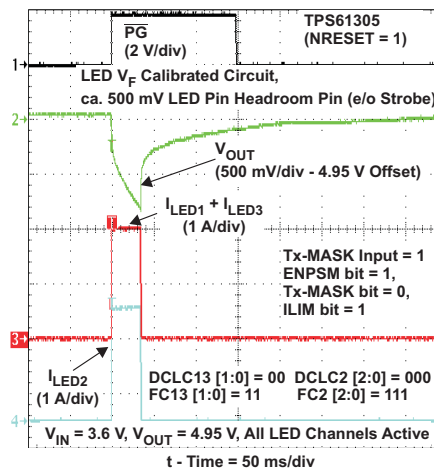 PG
(2 V/div)
TPS61305
(NRESET = 1)
1
LED VF Calibrated Circuit,
ca. 500 mV LED Pin Headroom Pin (e/o Strobe)
2
VOUT
(500 mV/div - 4.95 V Offset)
ILED1 + ILED3
(1 A/div)
Tx-MASK Input = 1
ENPSM bit = 1,
Tx-MASK bit = 0,
ILIM bit = 1
3
ILED2
(1 A/div)
DCLC13 [1:0] = 00 DCLC2 [2:0] = 000
FC13 [1:0] = 11 FC2 [2:0] = 111
4
VIN = 3.6 V, VOUT = 4.95 V, All LED Channels Active
t - Time = 50 ms/div